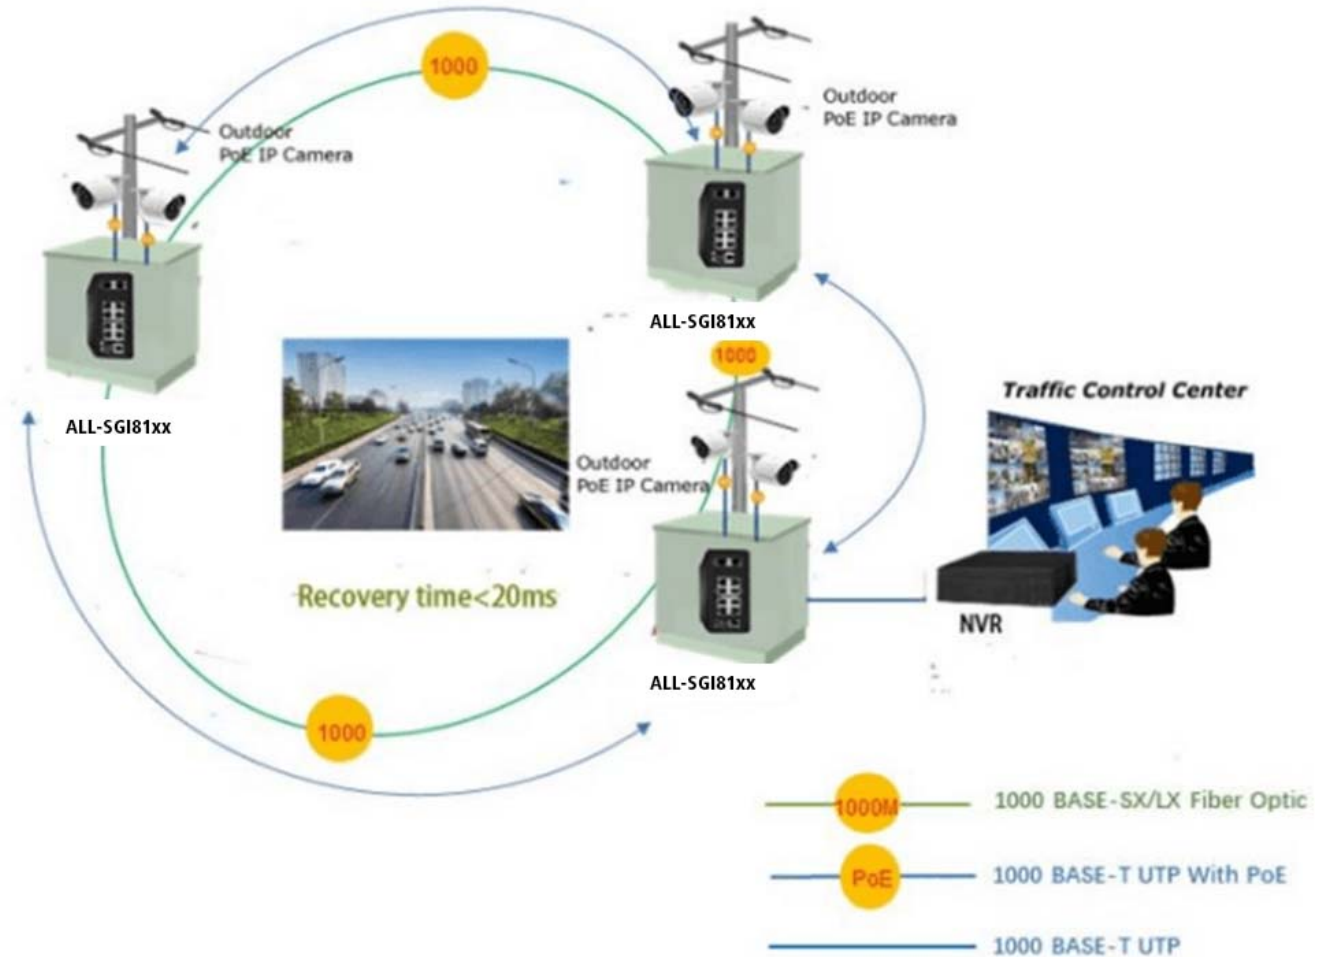 1000
Outdoor
PoE IP Camera
Outdoor
PoE IP Camera
ALL-SGI81xx
1000
ALL-SGI81xx
Traffic Control Center
Outdoor
PoE IP Camera
Recovery time<20ms
NVR
ALL-SGI81xx
1000
1000M
1000 BASE-SX/LX Fiber Optic
PoE
1000 BASE-T UTP With PoE
1000 BASE-T UTP